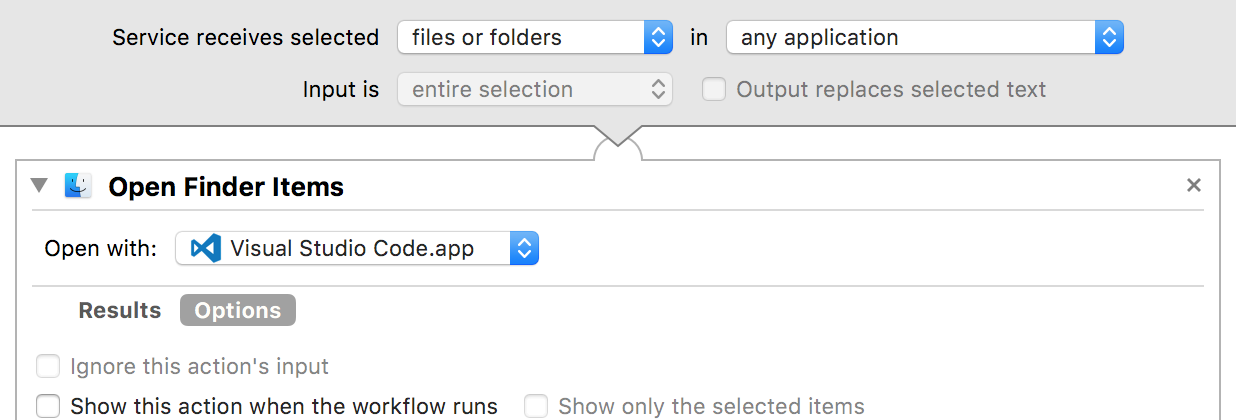 Service receives selected files or folders in any application
Input is entire selection Output replaces selected text
Open Finder Items
Open with: Visual Studio Code.app
Results Options
Ignore this action's input
Show this action when the workflow runs Show only the selected items